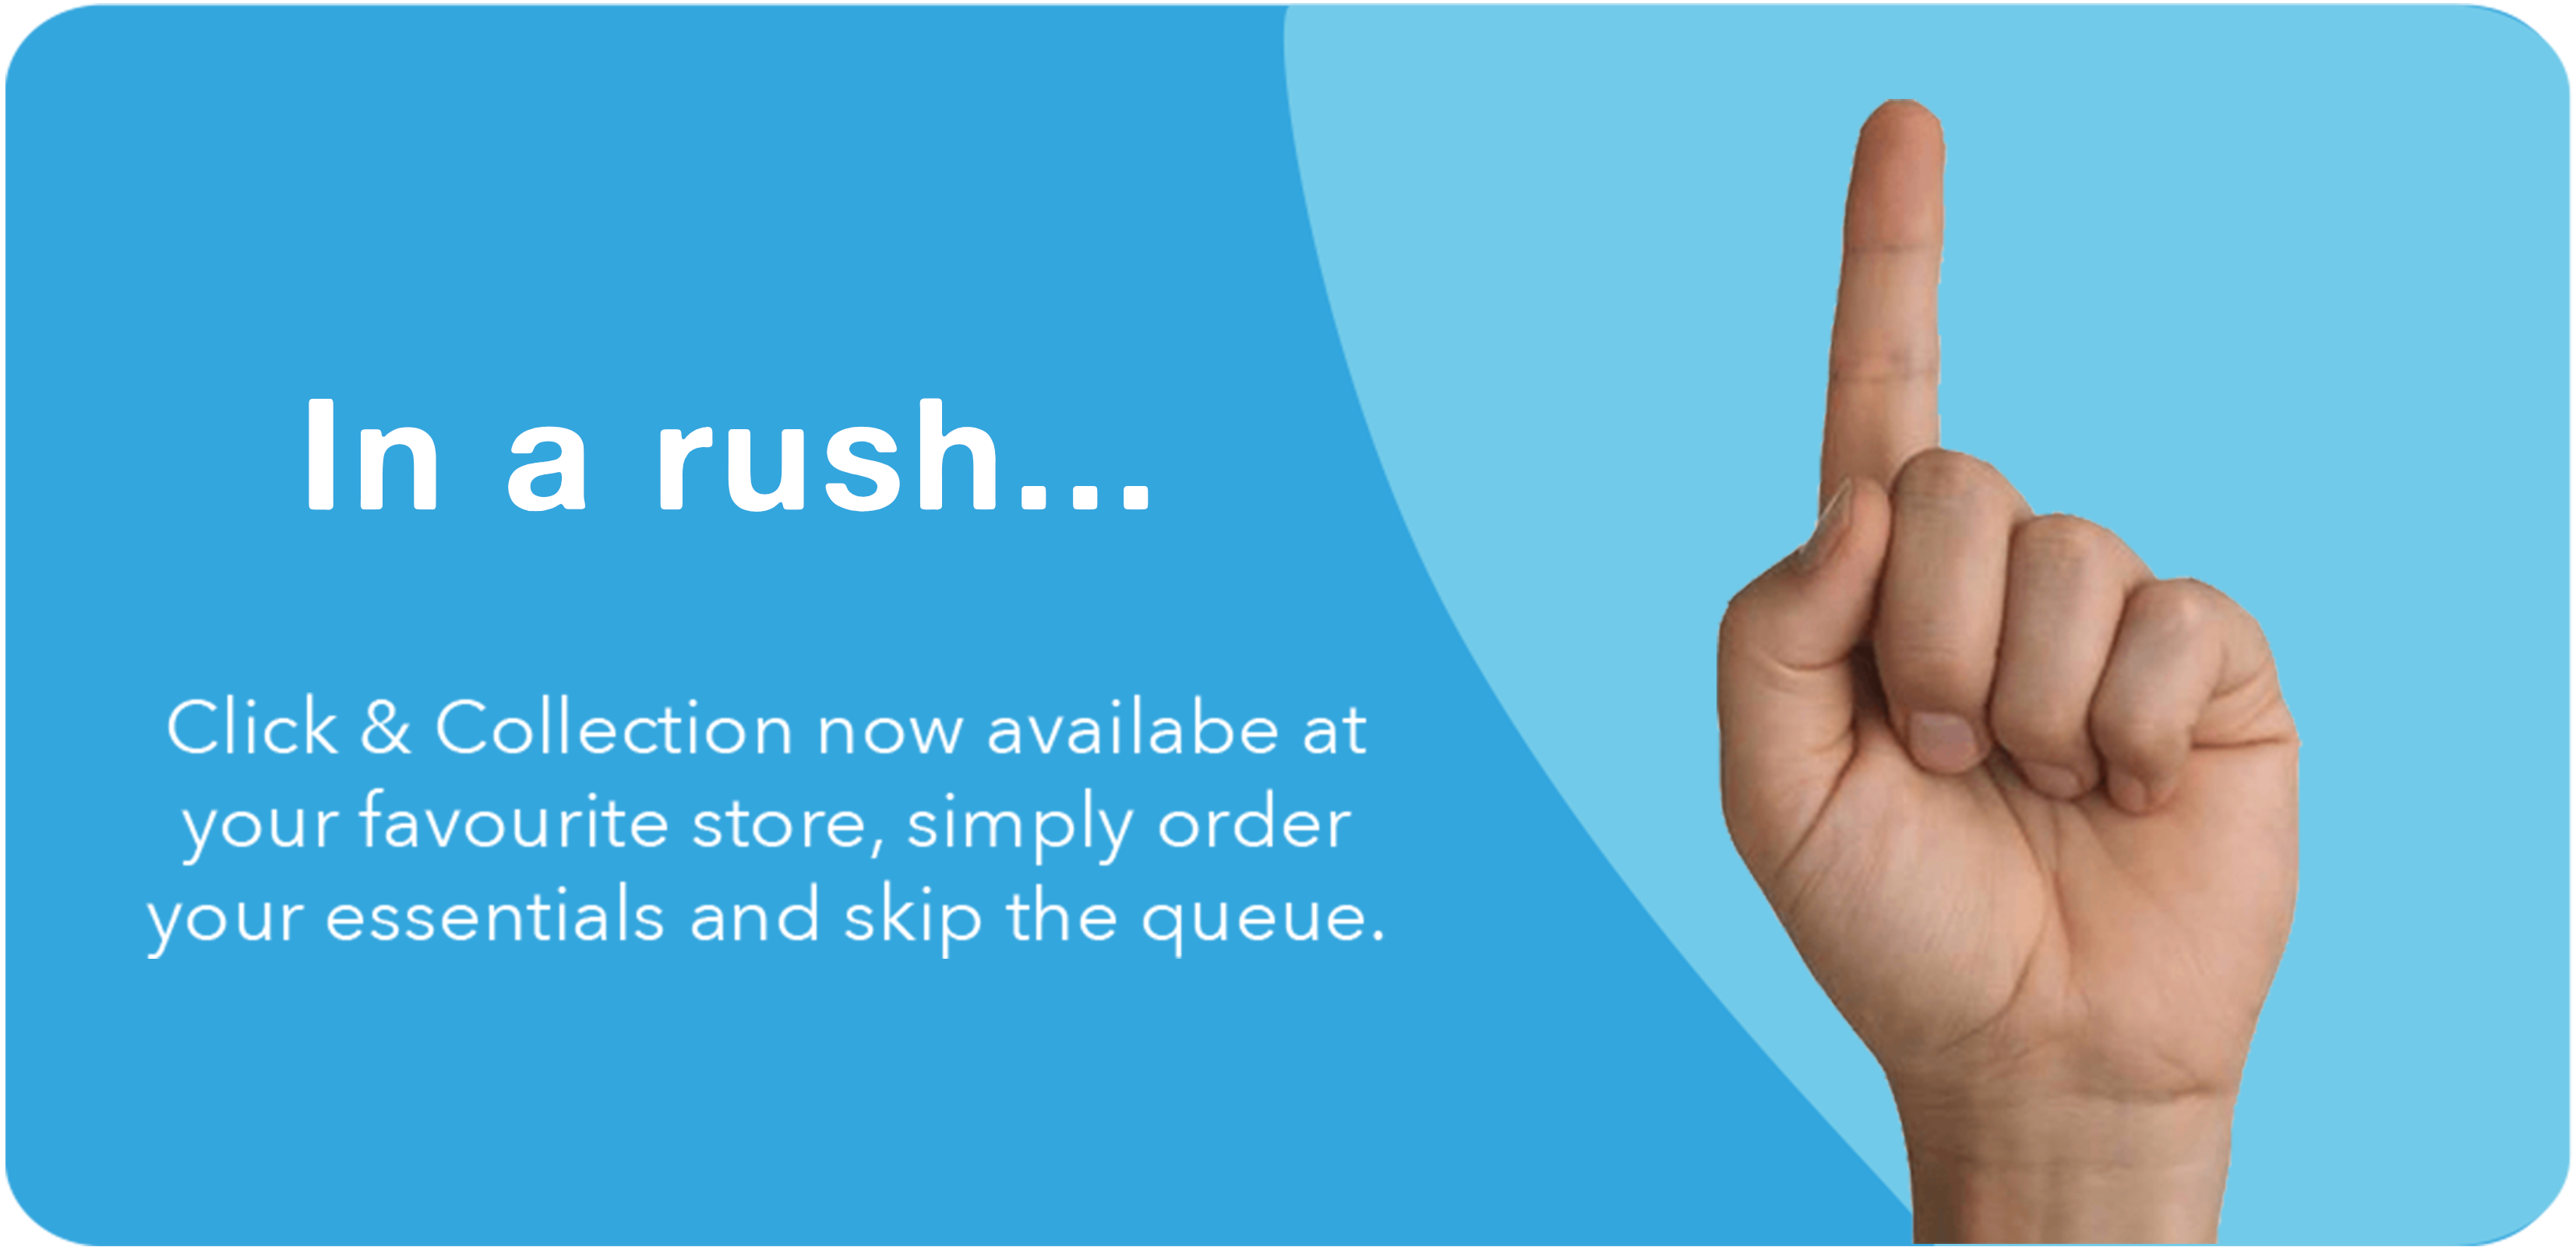 In a rush...
Click & Collection now availabe at
your favourite store, simply order
your essentials and skip the queue.